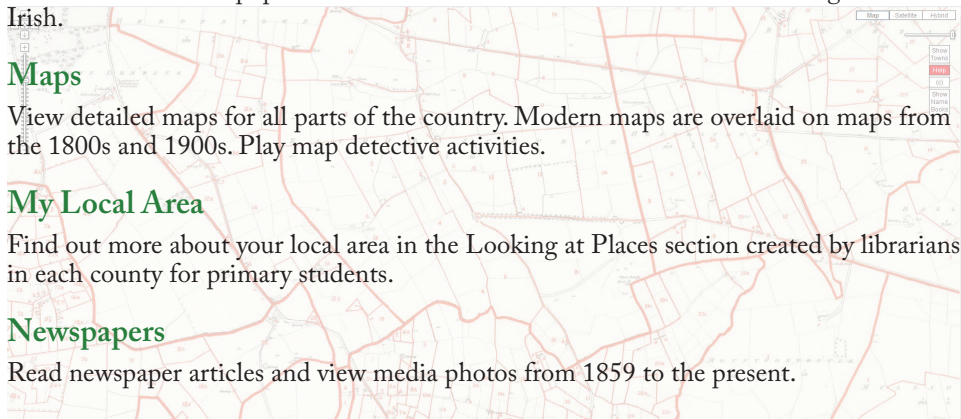 Irish.
Map Satellite Hybrid
Show
Towns
Help
Show
Name
Books
Maps
View detailed maps for all parts of the country. Modern maps are overlaid on maps from
the 1800s and 1900s. Play map detective activities.
My Local Area
Find out more about your local area in the Looking at Places section created by librarians
in each county for primary students.
Newspapers
Read newspaper articles and view media photos from 1859 to the present.